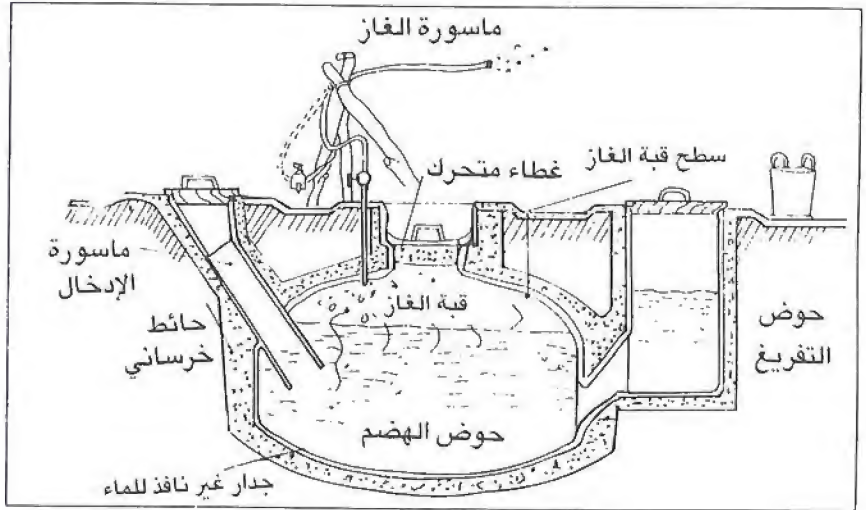 ماسورة الغاز
سطح قبة الغاز
غطاء متحرك
ماسورة
الإدخال
قبة الغاز
حائط
خرساني
حوض
التفريغ
حوض الهضم
جدار غير نافذ للماء